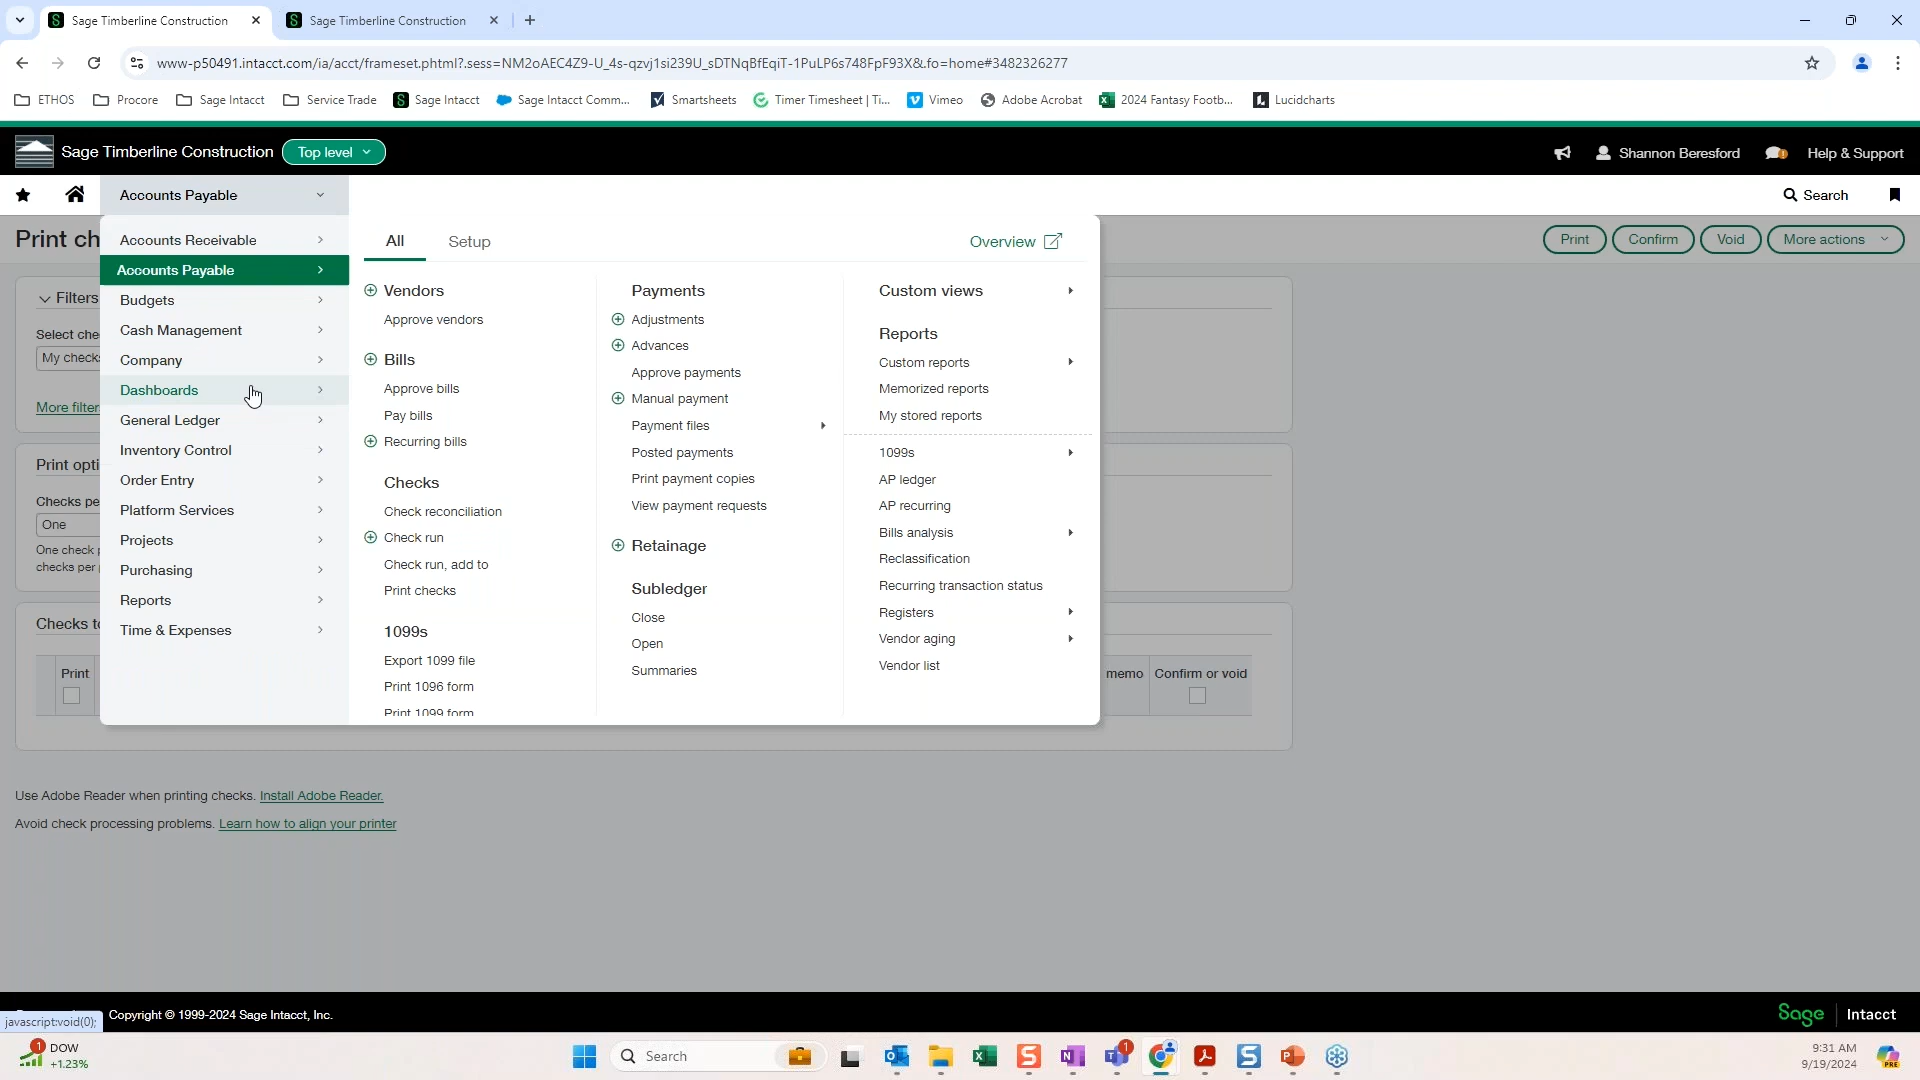 Sage Timberline Construction
Sage Timberline Construction
www-p50491.intacct.com/ia/acct/frameset.phtml?.sess=NM2oAEC4Z9-U_4s-qzvj1si239U_sDTNqBfEqiT-1PuLP6s748FpF93X&.fo=home#3482326277
ETHOS
Procore
Sage Intacct
Service Trade
Sage Intacct
Sage Intacct Comm...
Smartsheets
Timer Timesheet | Ti...
Vimeo
Adobe Acrobat
2024 Fantasy Footb...
Lucidcharts
Sage Timberline Construction
Top level
Shannon Beresford
Help & Support
Accounts Payable
Search
Print ch
Print
Confirm
Void
More actions
Filters
Select che
My checks
More filter
Print opti
Checks pe
One
One check p
checks per p
Checks to
Print
Accounts Receivable
Accounts Payable
Budgets
Cash Management
Company
Dashboards
General Ledger
Inventory Control
Order Entry
Platform Services
Projects
Purchasing
Reports
Time & Expenses
All
Setup
Overview
Vendors
Approve vendors
Bills
Approve bills
Pay bills
Recurring bills
Checks
Check reconciliation
Check run
Check run, add to
Print checks
1099s
Export 1099 file
Print 1096 form
Print 1099 form
Payments
Adjustments
Advances
Approve payments
Manual payment
Payment files
Posted payments
Print payment copies
View payment requests
Retainage
Subledger
Close
Open
Summaries
Custom views
Reports
Custom reports
Memorized reports
My stored reports
1099s
AP ledger
AP recurring
Bills analysis
Reclassification
Recurring transaction status
Registers
Vendor aging
Vendor list
memo
Confirm or void
Use Adobe Reader when printing checks. Install Adobe Reader.
Avoid check processing problems. Learn how to align your printer
Copyright © 1999-2024 Sage Intacct, Inc.
javascript:void(0);
Sage
Intacct
1
DOW
+1.23%
Search
1
9:31 AM
9/19/2024
PRE